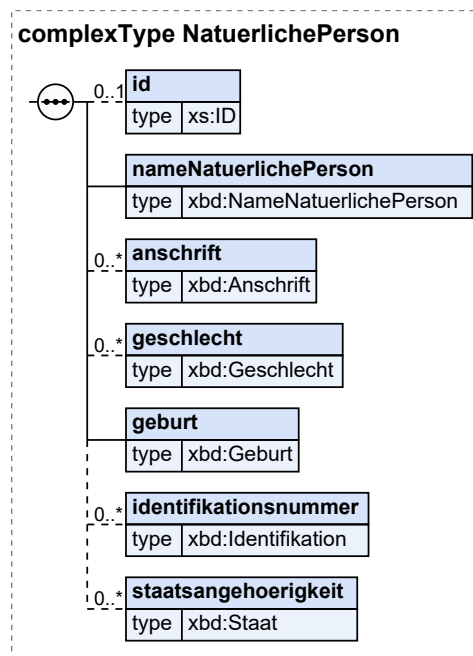 complexType NatuerlichePerson
0..1 id
type xs:ID
nameNatuerlichePerson
type xbd:NameNatuerlichePerson
0..* anschrift
type xbd:Anschrift
0..* geschlecht
type xbd:Geschlecht
geburt
type xbd:Geburt
0..* identifikationsnummer
type xbd:Identifikation
0..* staatsangehoerigkeit
type xbd:Staat